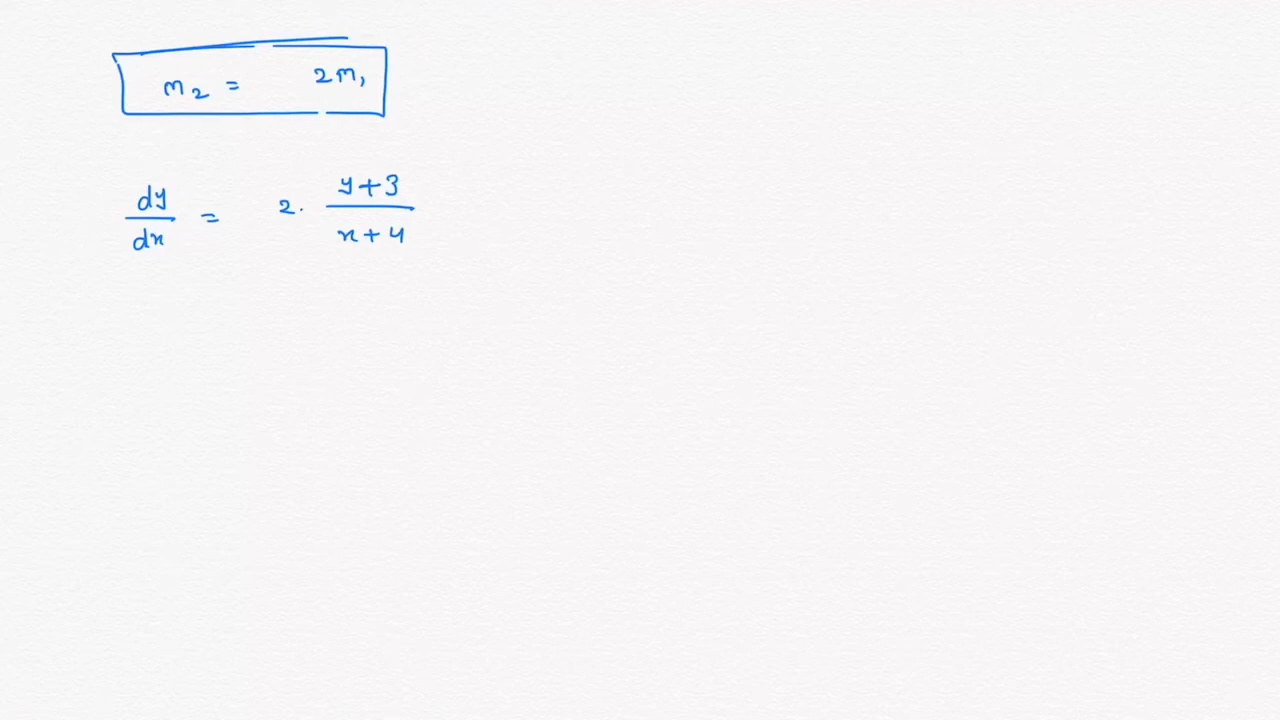 m₂ = 2m₁
dy/dx = 2 · y+3/x+4